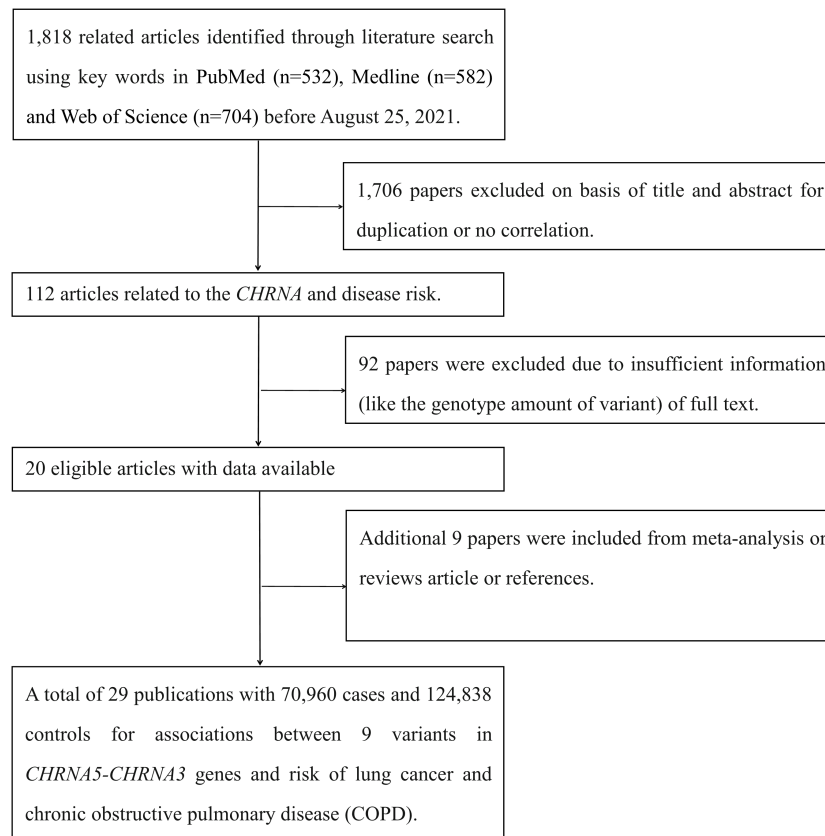 1,818 related articles identified through literature search
using key words in PubMed (n=532), Medline (n=582)
and Web of Science (n=704) before August 25, 2021.
1,706 papers excluded on basis of title and abstract for
duplication or no correlation.
112 articles related to the CHRNA and disease risk.
92 papers were excluded due to insufficient information
(like the genotype amount of variant) of full text.
20 eligible articles with data available
Additional 9 papers were included from meta-analysis or
reviews article or references.
A total of 29 publications with 70,960 cases and 124,838
controls for associations between 9 variants in
CHRNA5-CHRNA3 genes and risk of lung cancer and
chronic obstructive pulmonary disease (COPD).